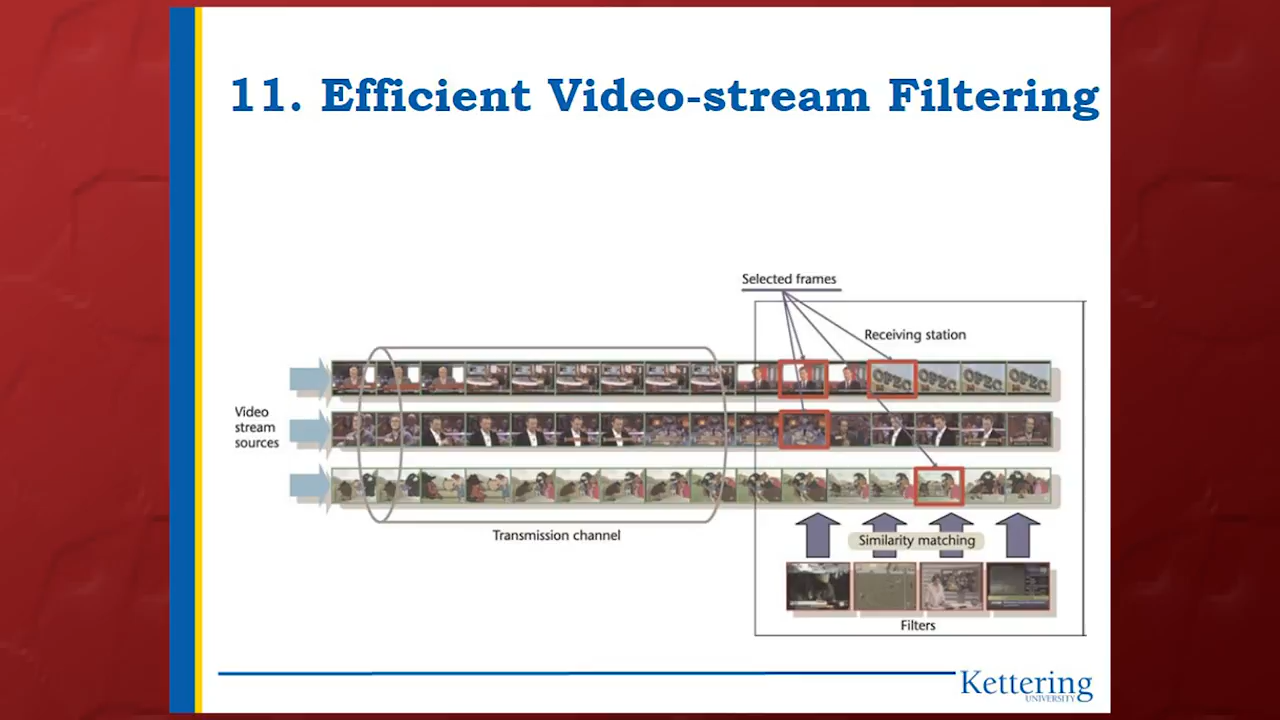 11. Efficient Video-stream Filtering
Selected frames
Receiving station
Video
stream
sources
Transmission channel
Similarity matching
Filters
Kettering
UNIVERSITY